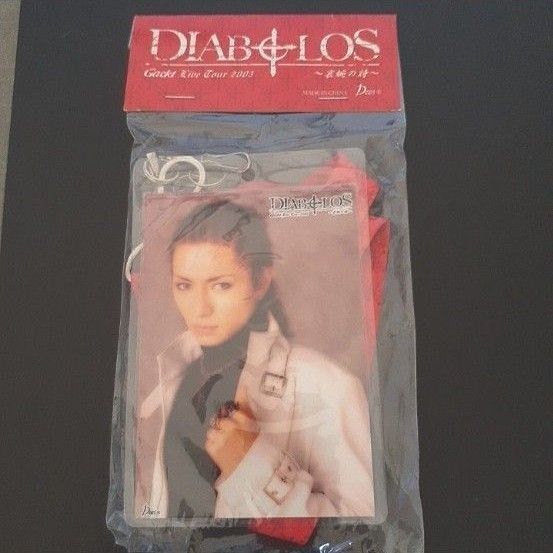 DIABOLOS
Gackt Live Tour 2005 ～哀婉の詩～
MADE IN CHINA
DIABOLOS